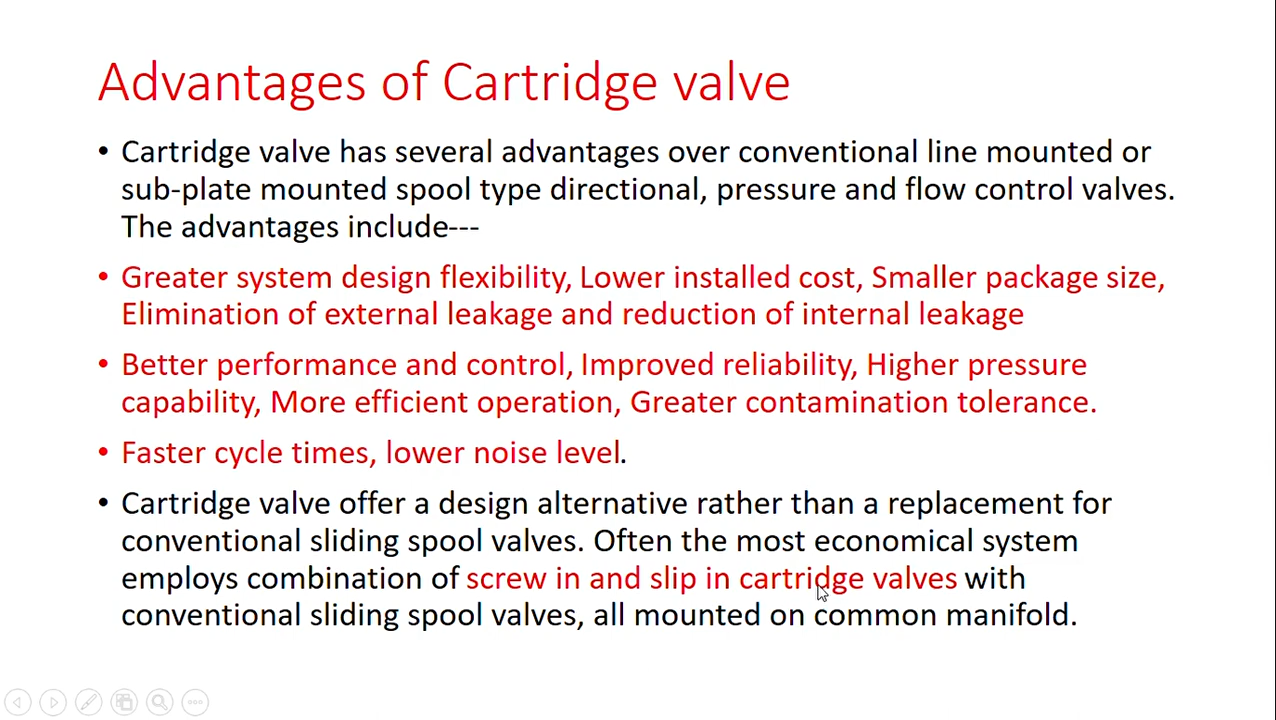 Advantages of Cartridge valve
• Cartridge valve has several advantages over conventional line mounted or
sub-plate mounted spool type directional, pressure and flow control valves.
The advantages include---
• Greater system design flexibility, Lower installed cost, Smaller package size,
Elimination of external leakage and reduction of internal leakage
• Better performance and control, Improved reliability, Higher pressure
capability, More efficient operation, Greater contamination tolerance.
• Faster cycle times, lower noise level.
• Cartridge valve offer a design alternative rather than a replacement for
conventional sliding spool valves. Often the most economical system
employs combination of screw in and slip in cartridge valves with
conventional sliding spool valves, all mounted on common manifold.